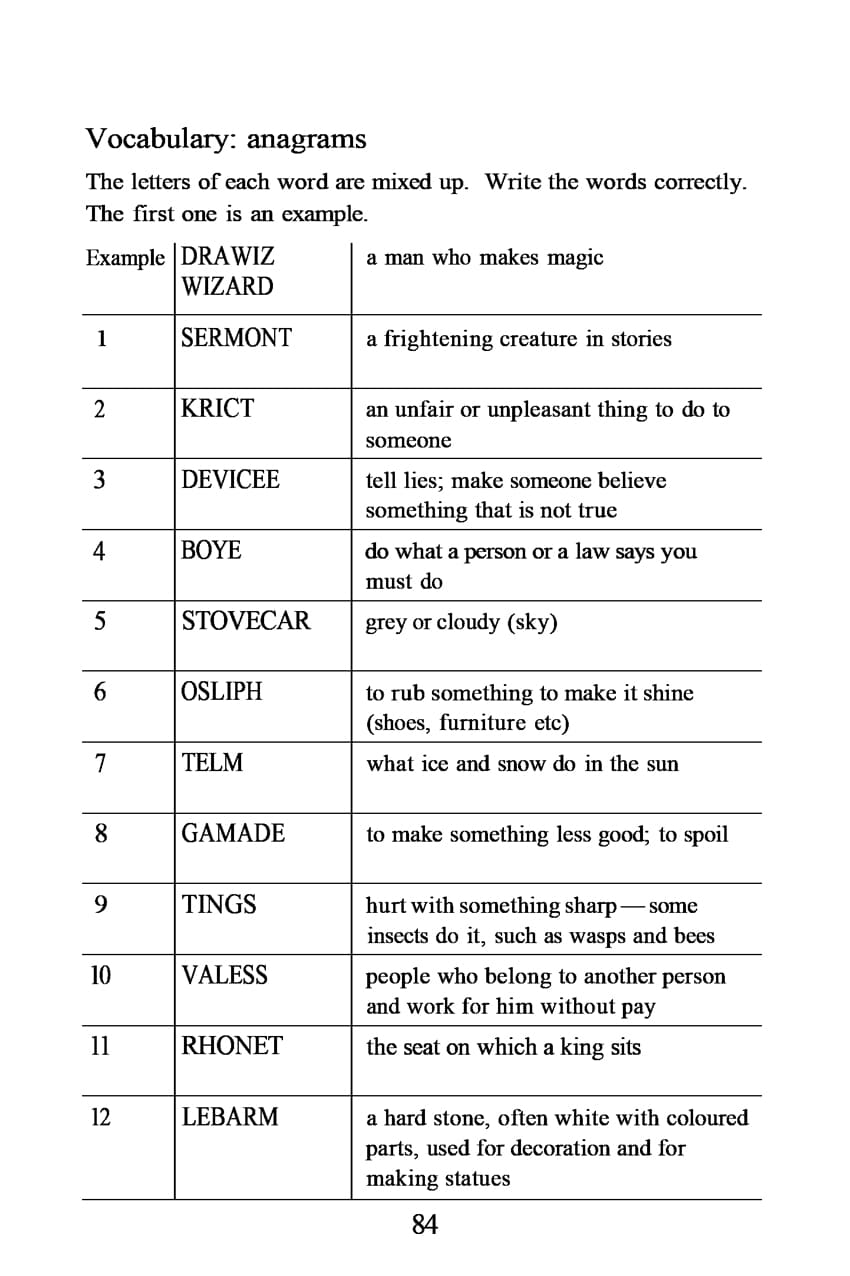 Vocabulary: anagrams
The letters of each word are mixed up. Write the words correctly.
The first one is an example.
Example DRAWIZ a man who makes magic
WIZARD
1 SERMONT a frightening creature in stories
2 KRICT an unfair or unpleasant thing to do to
someone
3 DEVICEE tell lies; make someone believe
something that is not true
4 BOYE do what a person or a law says you
must do
5 STOVECAR grey or cloudy (sky)
6 OSLIPH to rub something to make it shine
(shoes, furniture etc)
7 TELM what ice and snow do in the sun
8 GAMADE to make something less good; to spoil
9 TINGS hurt with something sharp — some
insects do it, such as wasps and bees
10 VALESS people who belong to another person
and work for him without pay
11 RHONET the seat on which a king sits
12 LEBARM a hard stone, often white with coloured
parts, used for decoration and for
making statues
84